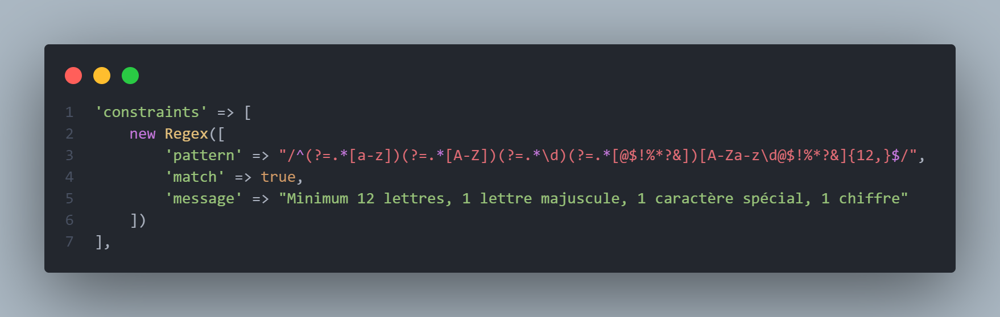 1 'constraints' => [
2     new Regex([
3         'pattern' => "/^(?=.*[a-z])(?=.*[A-Z])(?=.*\d)(?=.*[@$!%*?&])[A-Za-z\d@$!%*?&]{12,}$/",
4         'match' => true,
5         'message' => "Minimum 12 lettres, 1 lettre majuscule, 1 caractère spécial, 1 chiffre"
6     ])
7 ],